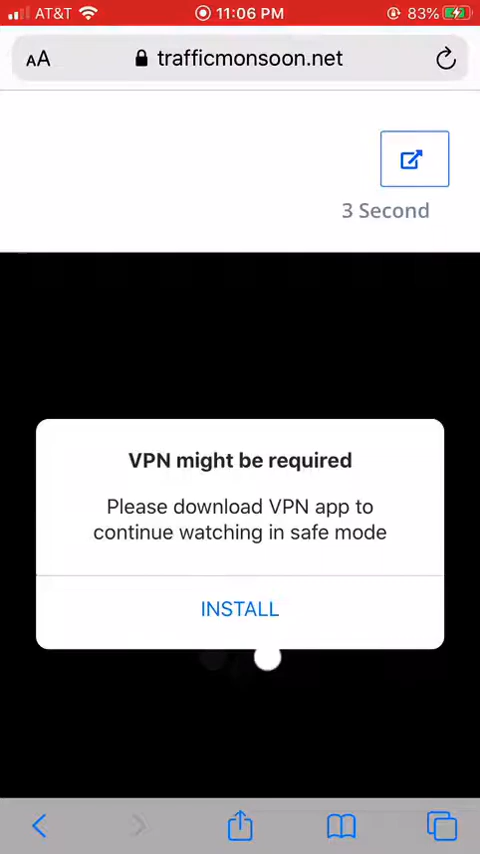 AT&T 11:06 PM 83%
AA trafficmonsoon.net
3 Second
VPN might be required
Please download VPN app to
continue watching in safe mode
INSTALL